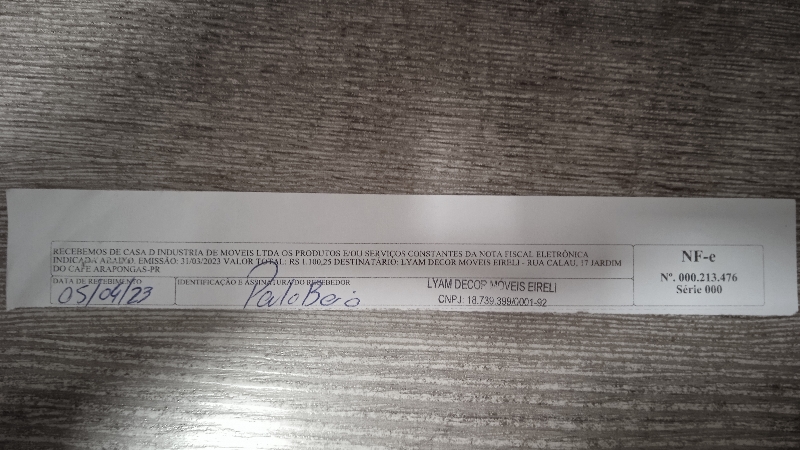 RECEBEMOS DE CASA D INDUSTRIA DE MOVEIS LTDA OS PRODUTOS E/OU SERVIÇOS CONSTANTES DA NOTA FISCAL ELETRÔNICA
INDICADA ABAIXO. EMISSÃO: 31/03/2023 VALOR TOTAL: R$ 1.100,25 DESTINATÁRIO: LYAM DECOR MOVEIS EIRELI - RUA CALAU, 17 JARDIM
DO CAFE ARAPONGAS-PR
DATA DE RECEBIMENTO
05/04/23
IDENTIFICAÇÃO E ASSINATURA DO RECEBEDOR
LYAM DECOR MOVEIS EIRELI
CNPJ: 18.739.399/0001-92
NF-e
Nº. 000.213.476
Série 000